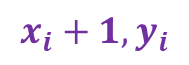 xᵢ + 1, yᵢ